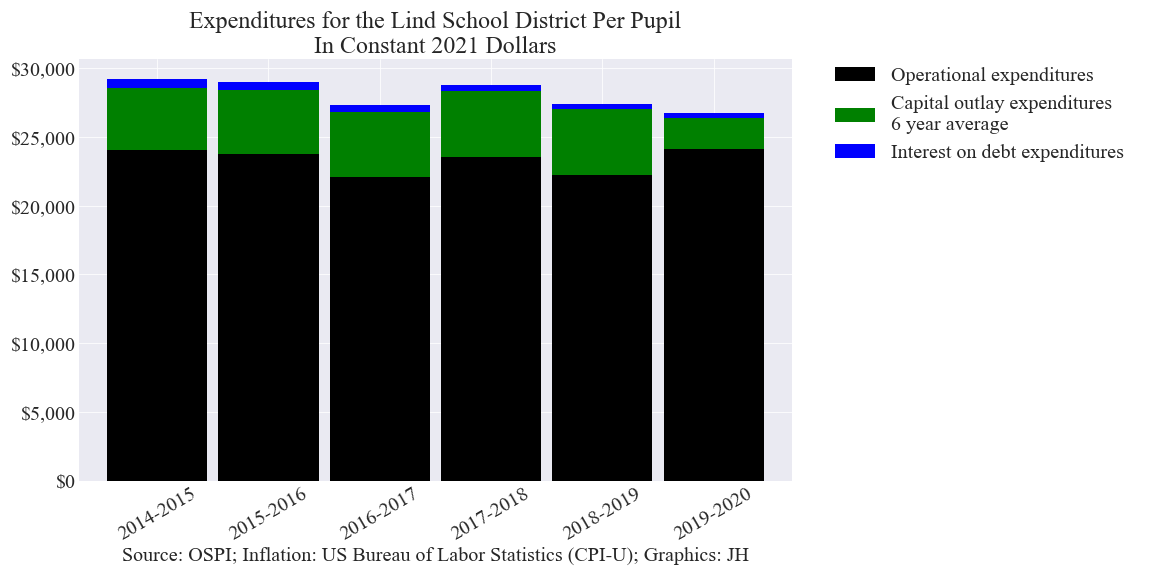 Expenditures for the Lind School District Per Pupil
In Constant 2021 Dollars
$30,000
$25,000
$20,000
$15,000
$10,000
$5,000
$0
2014-2015
2015-2016
2016-2017
2017-2018
2018-2019
2019-2020
Source: OSPI; Inflation: US Bureau of Labor Statistics (CPI-U); Graphics: JH
Operational expenditures
Capital outlay expenditures
6 year average
Interest on debt expenditures